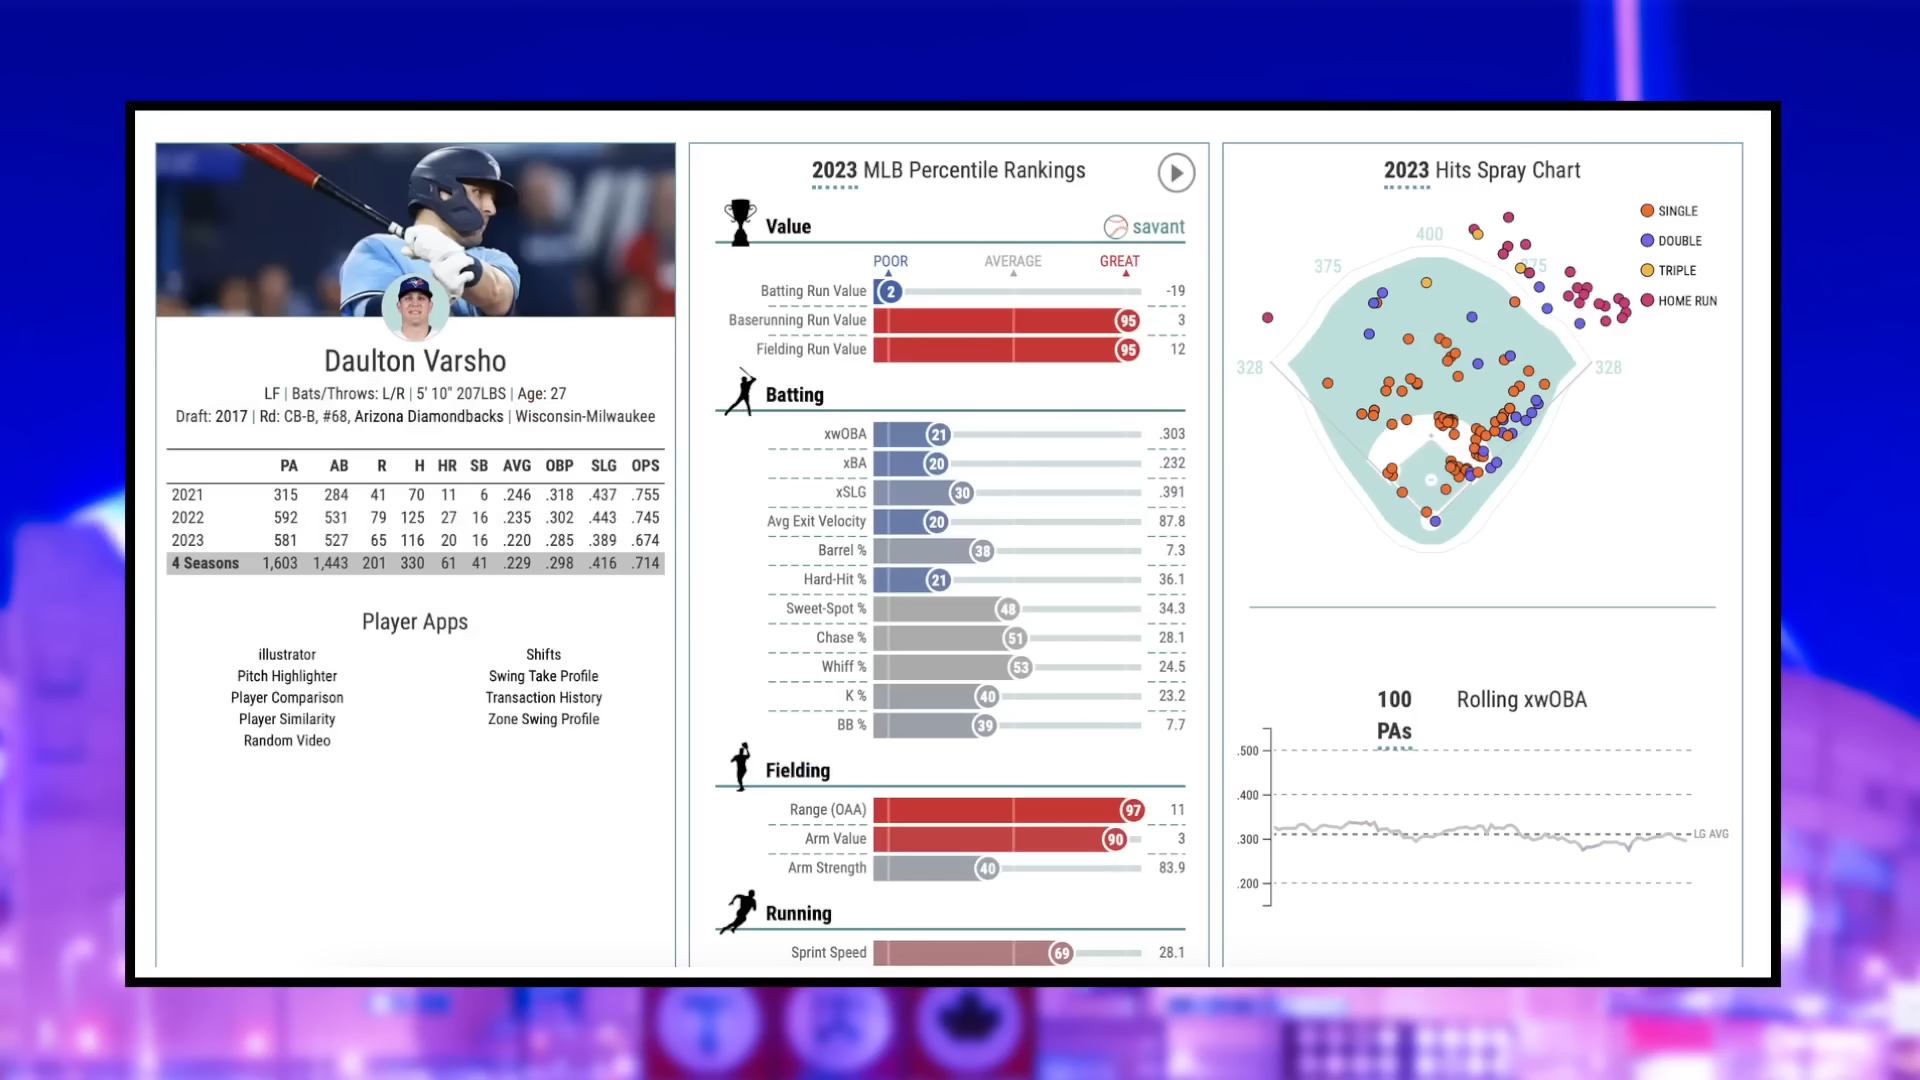 Daulton Varsho
LF | Bats/Throws: L/R | 5' 10" 207LBS | Age: 27
Draft: 2017 | Rd: CB-B, #68, Arizona Diamondbacks | Wisconsin-Milwaukee
PA AB R H HR SB AVG OBP SLG OPS
2021 315 284 41 70 11 6 .246 .318 .437 .755
2022 592 531 79 125 27 16 .235 .302 .443 .745
2023 581 527 65 116 20 16 .220 .285 .389 .674
4 Seasons 1,603 1,443 201 330 61 41 .229 .298 .416 .714
Player Apps
illustrator
Pitch Highlighter
Player Comparison
Player Similarity
Random Video
Shifts
Swing Take Profile
Transaction History
Zone Swing Profile
2023 MLB Percentile Rankings
Value
savant
POOR AVERAGE GREAT
Batting Run Value 2 -19
Baserunning Run Value 95 3
Fielding Run Value 95 12
Batting
xwOBA 21 .303
xBA 20 .232
xSLG 30 .391
Avg Exit Velocity 20 87.8
Barrel % 38 7.3
Hard-Hit % 21 36.1
Sweet-Spot % 48 34.3
Chase % 51 28.1
Whiff % 53 24.5
K % 40 23.2
BB % 39 7.7
Fielding
Range (OAA) 97 11
Arm Value 90 3
Arm Strength 40 83.9
Running
Sprint Speed 69 28.1
2023 Hits Spray Chart
SINGLE
DOUBLE
TRIPLE
HOME RUN
400
375 375
328 328
100 Rolling xwOBA
PAs
.500
.400
.300
.200
LG AVG